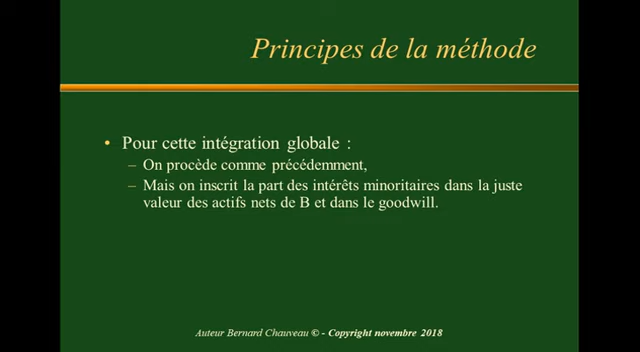 Principes de la méthode
• Pour cette intégration globale :
– On procède comme précédemment,
– Mais on inscrit la part des intérêts minoritaires dans la juste
valeur des actifs nets de B et dans le goodwill.
Auteur Bernard Chauveau © - Copyright novembre 2018